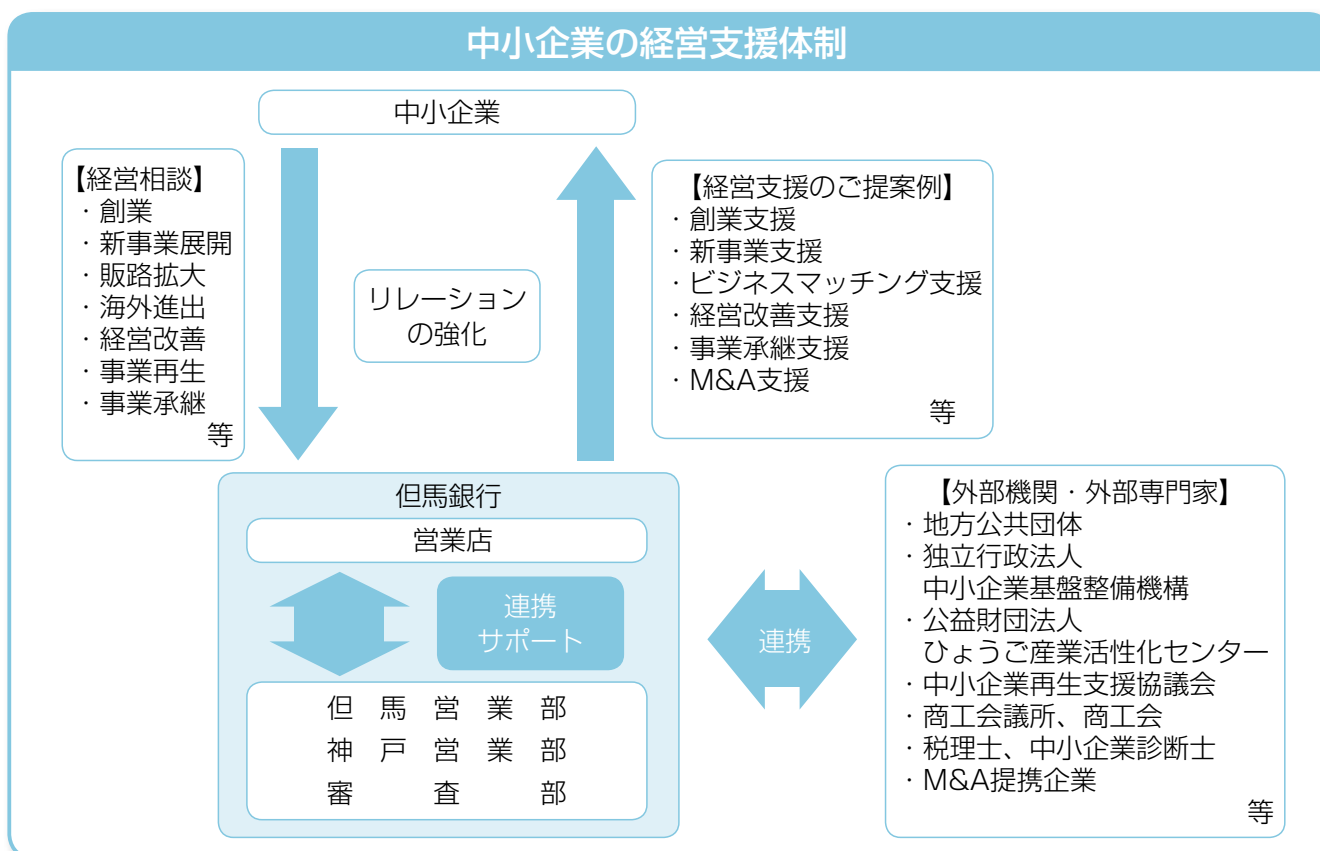 中小企業の経営支援体制
中小企業
【経営相談】
・創業
・新事業展開
・販路拡大
・海外進出
・経営改善
・事業再生
・事業承継
等
リレーション
の強化
【経営支援のご提案例】
・創業支援
・新事業支援
・ビジネスマッチング支援
・経営改善支援
・事業承継支援
・M&A支援
等
但馬銀行
営業店
連携
サポート
但馬営業部
神戸営業部
審査部
連携
【外部機関・外部専門家】
・地方公共団体
・独立行政法人
中小企業基盤整備機構
・公益財団法人
ひょうご産業活性化センター
・中小企業再生支援協議会
・商工会議所、商工会
・税理士、中小企業診断士
・M&A提携企業
等